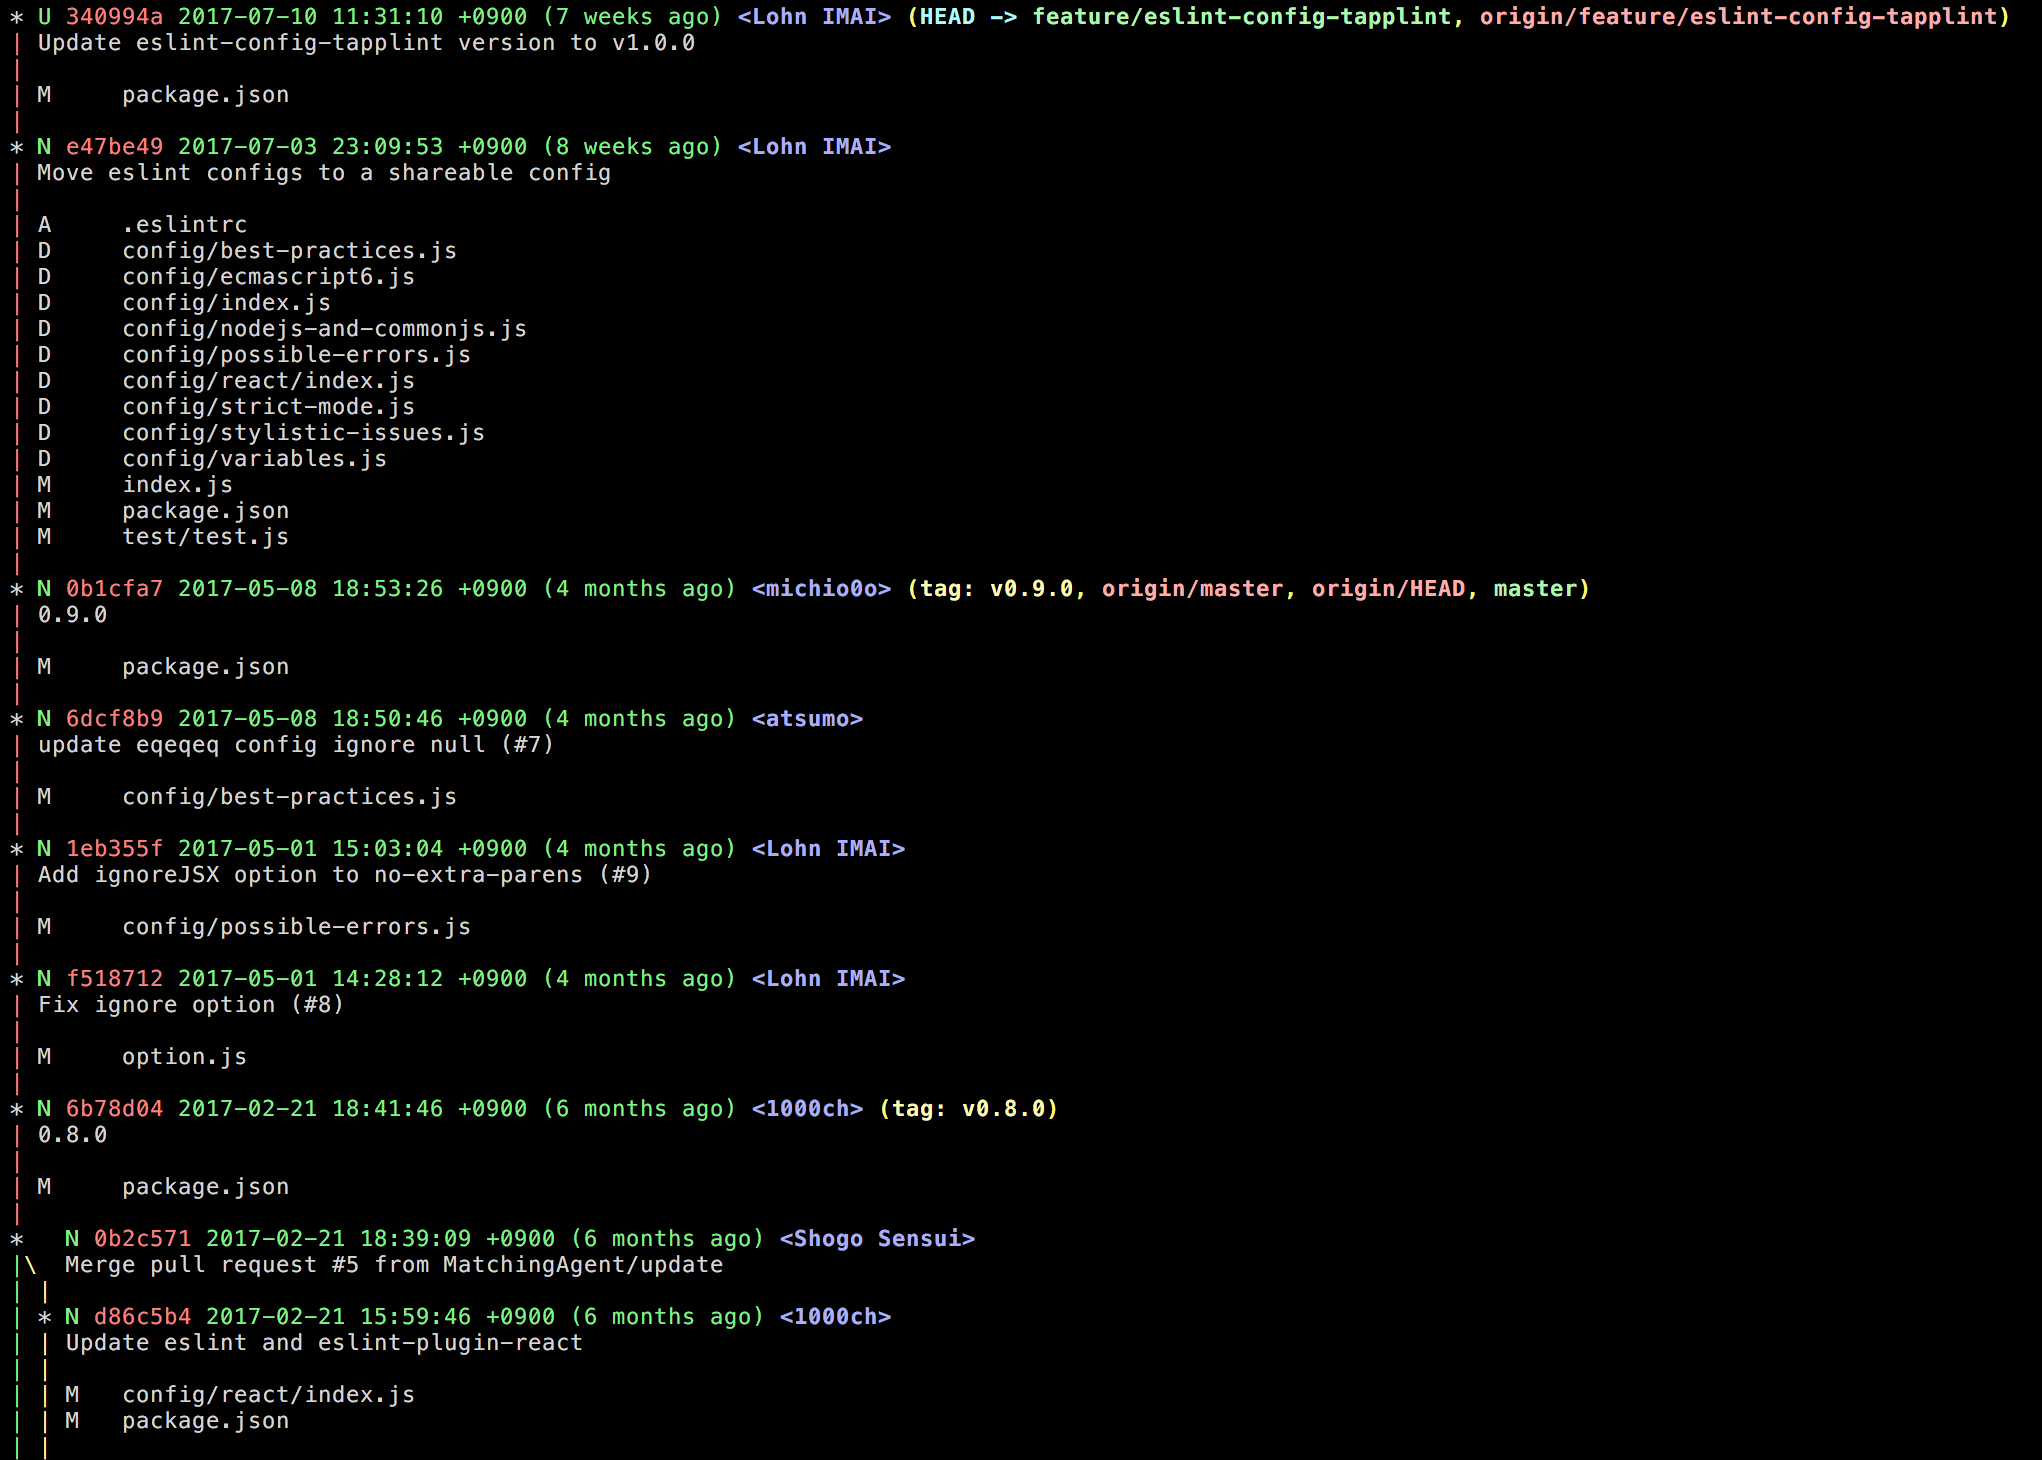 * U 340994a 2017-07-10 11:31:10 +0900 (7 weeks ago) <Lohn IMAI> (HEAD -> feature/eslint-config-tapplint, origin/feature/eslint-config-tapplint)
| Update eslint-config-tapplint version to v1.0.0
|
| M     package.json
|
* N e47be49 2017-07-03 23:09:53 +0900 (8 weeks ago) <Lohn IMAI>
| Move eslint configs to a shareable config
|
| A     .eslintrc
| D     config/best-practices.js
| D     config/ecmascript6.js
| D     config/index.js
| D     config/nodejs-and-commonjs.js
| D     config/possible-errors.js
| D     config/react/index.js
| D     config/strict-mode.js
| D     config/stylistic-issues.js
| D     config/variables.js
| M     index.js
| M     package.json
| M     test/test.js
|
* N 0b1cfa7 2017-05-08 18:53:26 +0900 (4 months ago) <michio0o> (tag: v0.9.0, origin/master, origin/HEAD, master)
| 0.9.0
|
| M     package.json
|
* N 6dcf8b9 2017-05-08 18:50:46 +0900 (4 months ago) <atsumo>
| update eqeqeq config ignore null (#7)
|
| M     config/best-practices.js
|
* N 1eb355f 2017-05-01 15:03:04 +0900 (4 months ago) <Lohn IMAI>
| Add ignoreJSX option to no-extra-parens (#9)
|
| M     config/possible-errors.js
|
* N f518712 2017-05-01 14:28:12 +0900 (4 months ago) <Lohn IMAI>
| Fix ignore option (#8)
|
| M     option.js
|
* N 6b78d04 2017-02-21 18:41:46 +0900 (6 months ago) <1000ch> (tag: v0.8.0)
| 0.8.0
|
| M     package.json
|
*   N 0b2c571 2017-02-21 18:39:09 +0900 (6 months ago) <Shogo Sensui>
|\  Merge pull request #5 from MatchingAgent/update
| |
| * N d86c5b4 2017-02-21 15:59:46 +0900 (6 months ago) <1000ch>
| | Update eslint and eslint-plugin-react
| |
| | M   config/react/index.js
| | M   package.json
| |